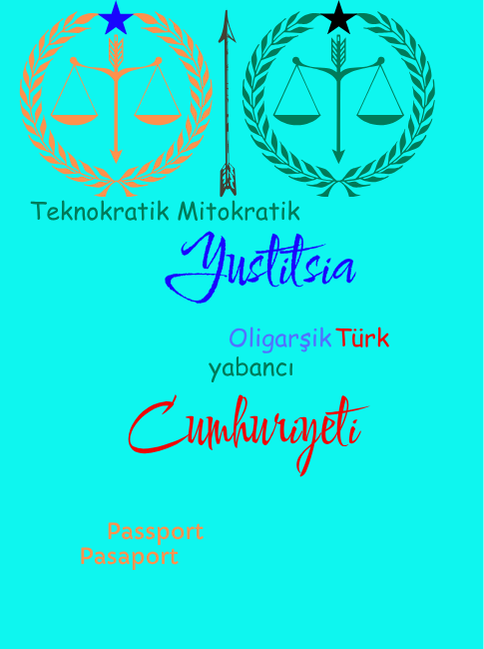 Teknokratik Mitokratik
Yustitsia
Oligarşik Türk
yabancı
Cumhuriyeti
Passport
Pasaport